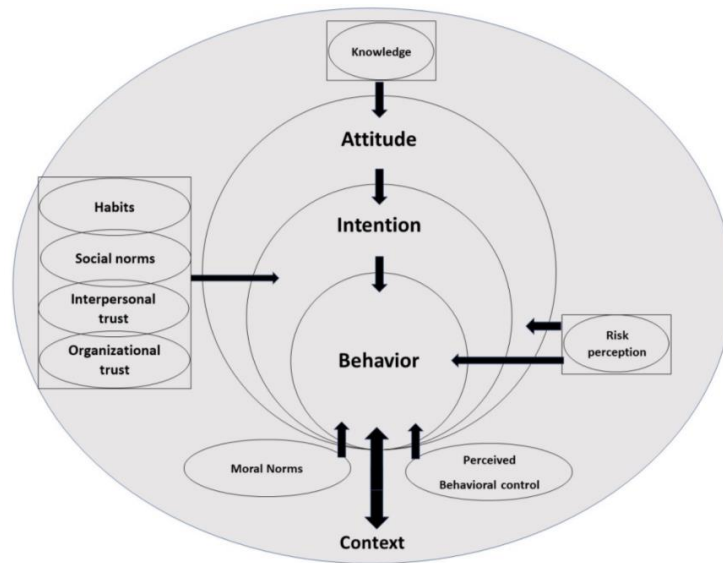 Knowledge
Attitude
Intention
Behavior
Habits
Social norms
Interpersonal
trust
Organizational
trust
Risk
perception
Moral Norms
Perceived
Behavioral control
Context